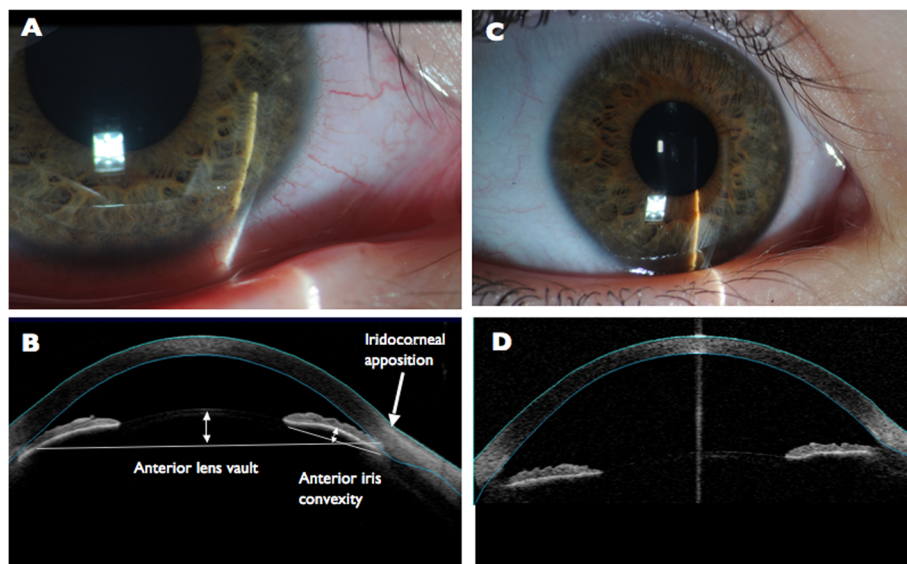 A
C
B
Iridocorneal
apposition
D
Anterior lens vault
Anterior iris
convexity